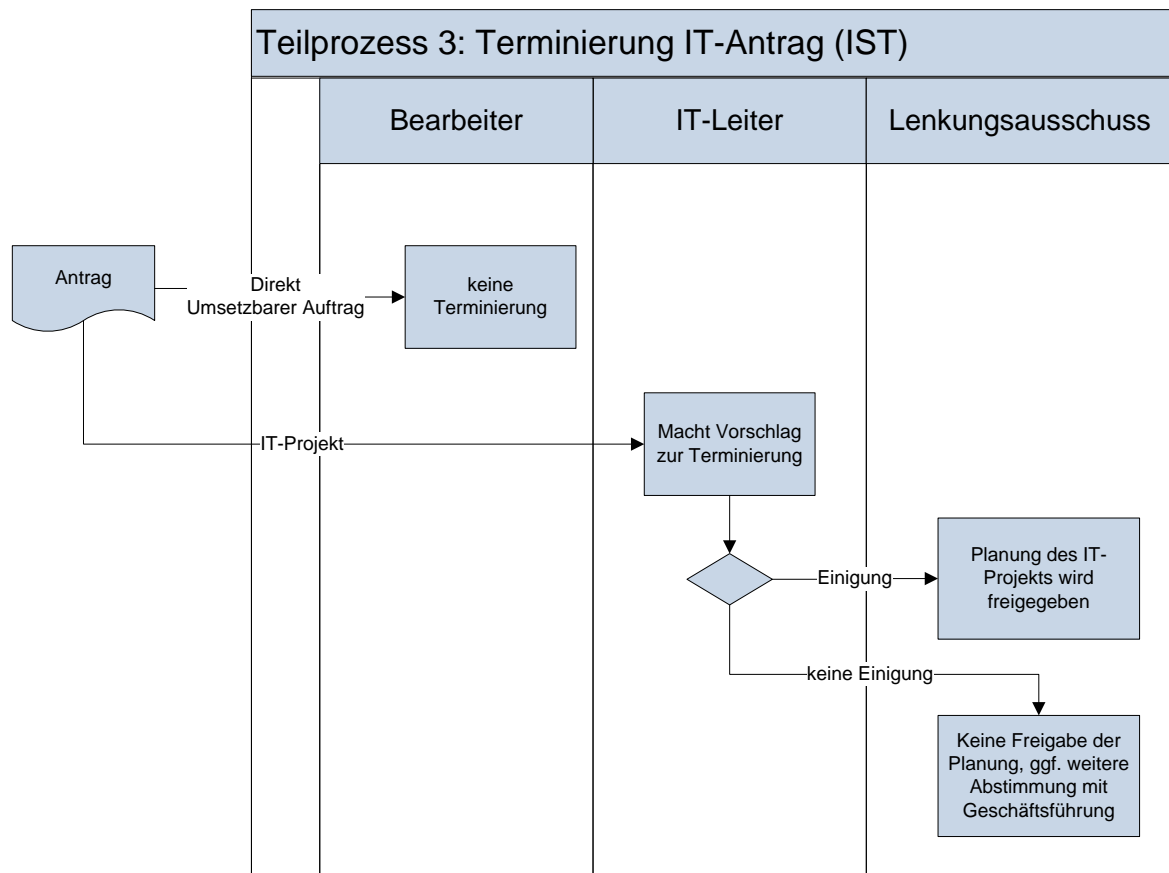 Teilprozess 3: Terminierung IT-Antrag (IST)
Bearbeiter
IT-Leiter
Lenkungsausschuss
Antrag
Direkt
Umsetzbarer Auftrag
keine
Terminierung
IT-Projekt
Macht Vorschlag
zur Terminierung
Einigung
Planung des IT-
Projekts wird
freigegeben
keine Einigung
Keine Freigabe der
Planung, ggf. weitere
Abstimmung mit
Geschäftsführung